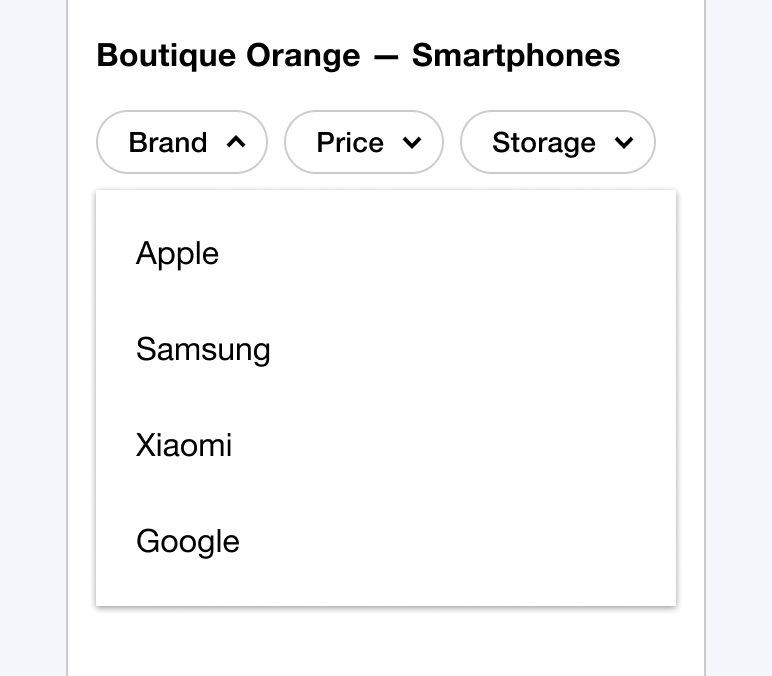 Boutique Orange — Smartphones
Brand Price Storage
Apple
Samsung
Xiaomi
Google